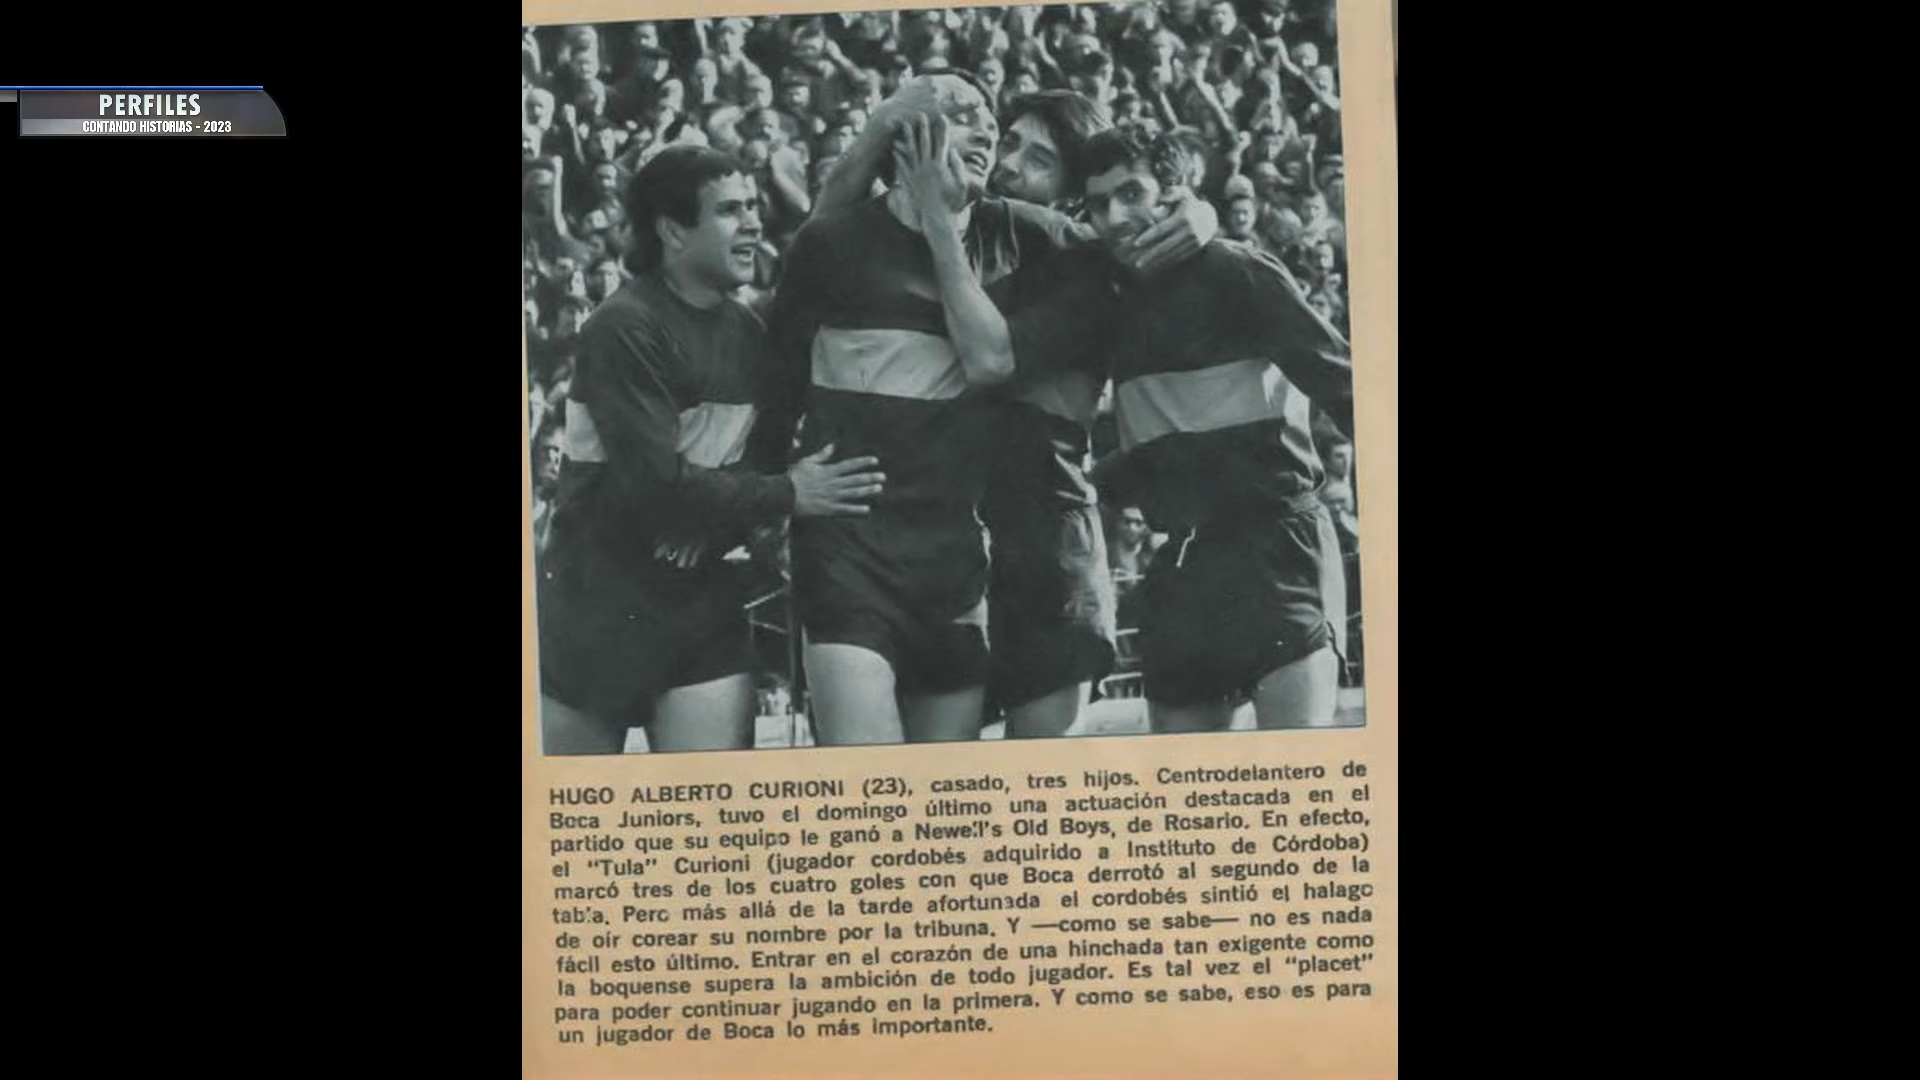 PERFILES
CONTANDO HISTORIAS - 2023
HUGO ALBERTO CURIONI (23), casado, tres hijos. Centrodelantero de
Boca Juniors, tuvo el domingo último una actuación destacada en el
partido que su equipo le ganó a Newell's Old Boys, de Rosario. En efecto,
el "Tula" Curioni (jugador cordobés adquirido a Instituto de Córdoba)
marcó tres de los cuatro goles con que Boca derrotó al segundo de la
tabla. Pero más allá de la tarde afortunada el cordobés sintió el halago
de oír corear su nombre por la tribuna. Y —como se sabe— no es nada
fácil esto último. Entrar en el corazón de una hinchada tan exigente como
la boquense supera la ambición de todo jugador. Es tal vez el "placet"
para poder continuar jugando en la primera. Y como se sabe, eso es para
un jugador de Boca lo más importante.